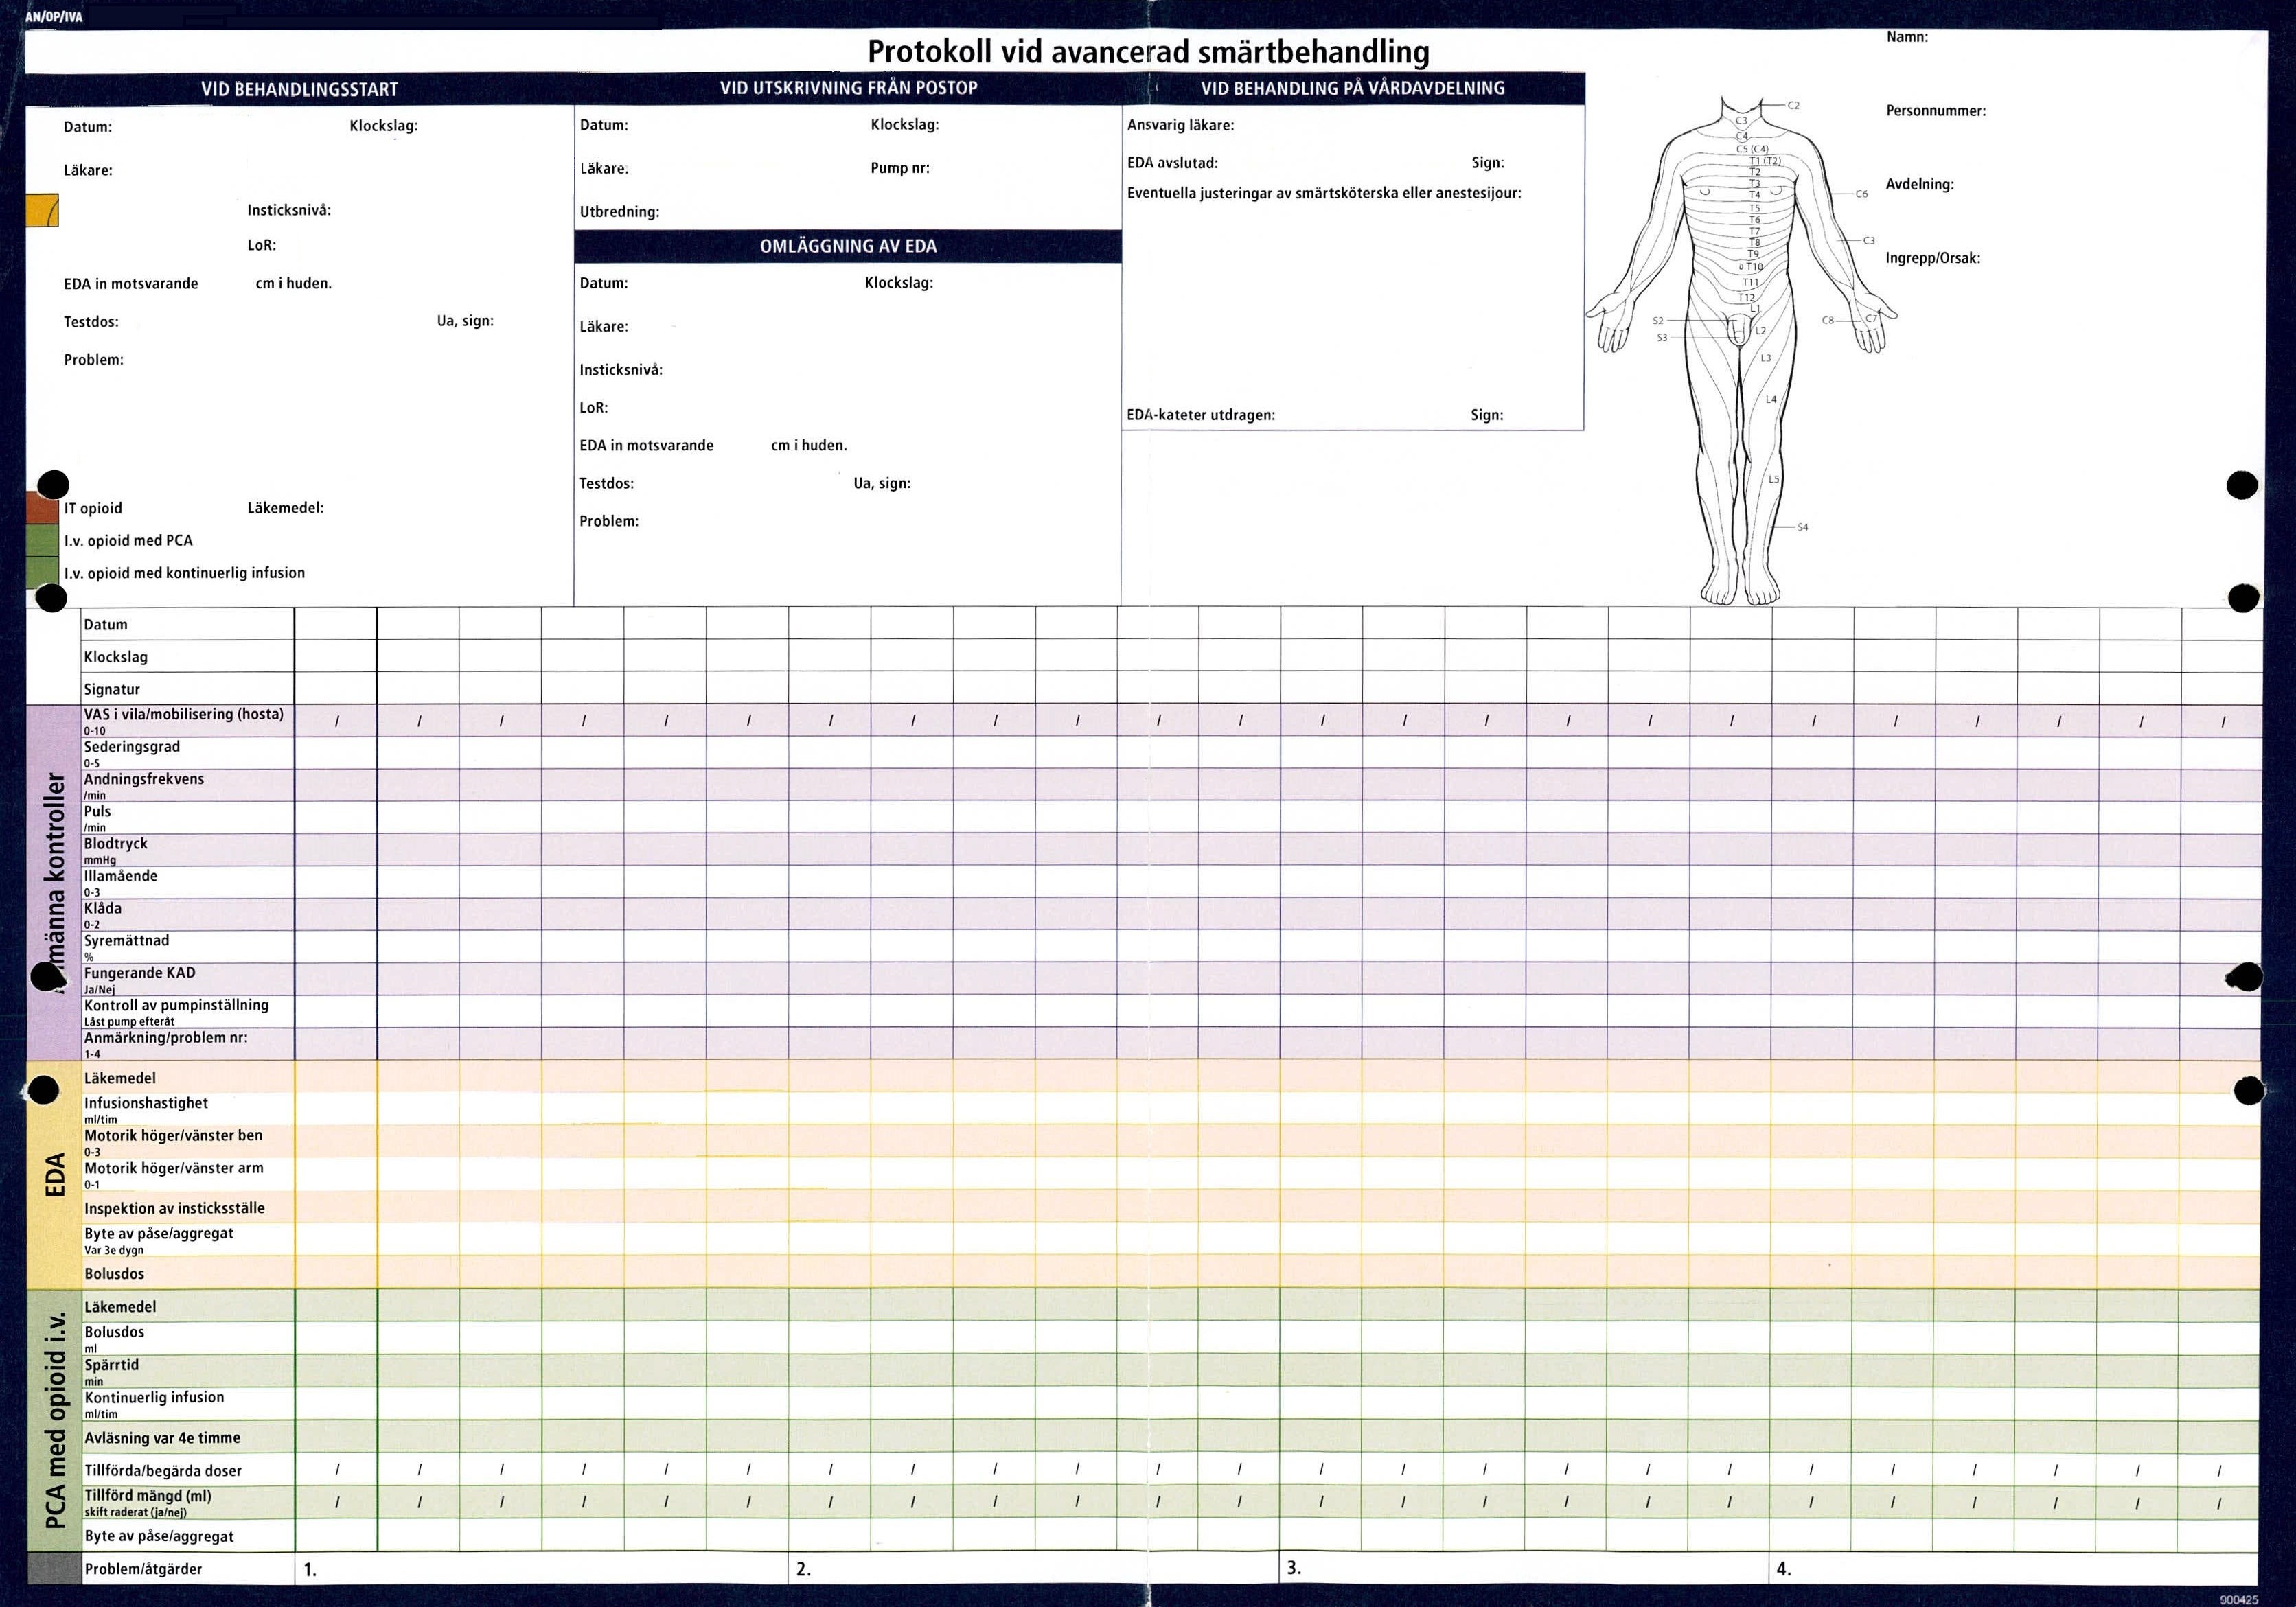 AN/OP/IVA
Protokoll vid avancerad smärtbehandling
Namn:
Personnummer:
Avdelning:
Ingrepp/Orsak:
VID BEHANDLINGSSTART
Datum: Klockslag:
Läkare:
Insticksnivå:
LoR:
EDA in motsvarande cm i huden.
Testdos: Ua, sign:
Problem:
IT opioid Läkemedel:
I.v. opioid med PCA
I.v. opioid med kontinuerlig infusion
VID UTSKRIVNING FRÅN POSTOP
Datum: Klockslag:
Läkare: Pump nr:
Utbredning:
OMLÄGGNING AV EDA
Datum: Klockslag:
Läkare:
Insticksnivå:
LoR:
EDA in motsvarande cm i huden.
Testdos: Ua, sign:
Problem:
VID BEHANDLING PÅ VÅRDAVDELNING
Ansvarig läkare:
EDA avslutad: Sign:
Eventuella justeringar av smärtsköterska eller anestesijour:
EDA-kateter utdragen: Sign:
C2
C3
C4
C5 (C4)
T1 (T2)
T2
T3
T4
C6
T5
T6
T7
T8
C3
T9
T10
T11
T12
L1
S2
C8
C7
L2
S3
L3
L4
L5
S4
Datum
Klockslag
Signatur
männa kontroller
VAS i vila/mobilisering (hosta) / / / / / / / / / / / / / / / / / / / / / / / /
0-10
Sederingsgrad
0-5
Andningsfrekvens
/min
Puls
/min
Blodtryck
mmHg
Illamående
0-3
Klåda
0-2
Syremättnad
%
Fungerande KAD
Ja/Nej
Kontroll av pumpinställning
Låst pump efteråt
Anmärkning/problem nr:
1-4
EDA
Läkemedel
Infusionshastighet
ml/tim
Motorik höger/vänster ben
0-3
Motorik höger/vänster arm
0-1
Inspektion av insticksställe
Byte av påse/aggregat
Var 3e dygn
Bolusdos
PCA med opioid i.v.
Läkemedel
Bolusdos
ml
Spärrtid
min
Kontinuerlig infusion
ml/tim
Avläsning var 4e timme
Tillförda/begärda doser / / / / / / / / / / / / / / / / / / / / / / / /
Tillförd mängd (ml) / / / / / / / / / / / / / / / / / / / / / / / /
skift raderat (ja/nej)
Byte av påse/aggregat
Problem/åtgärder 1. 2. 3. 4.
900425